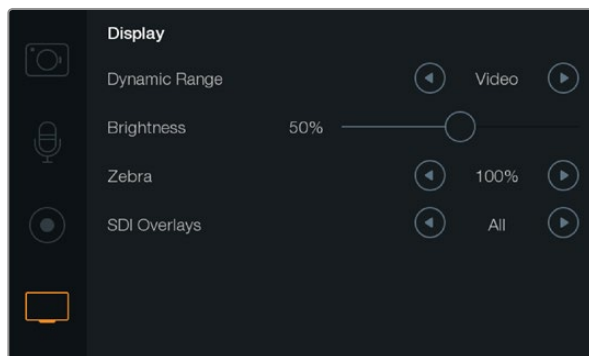 Display
Dynamic Range Video
Brightness 50%
Zebra 100%
SDI Overlays All